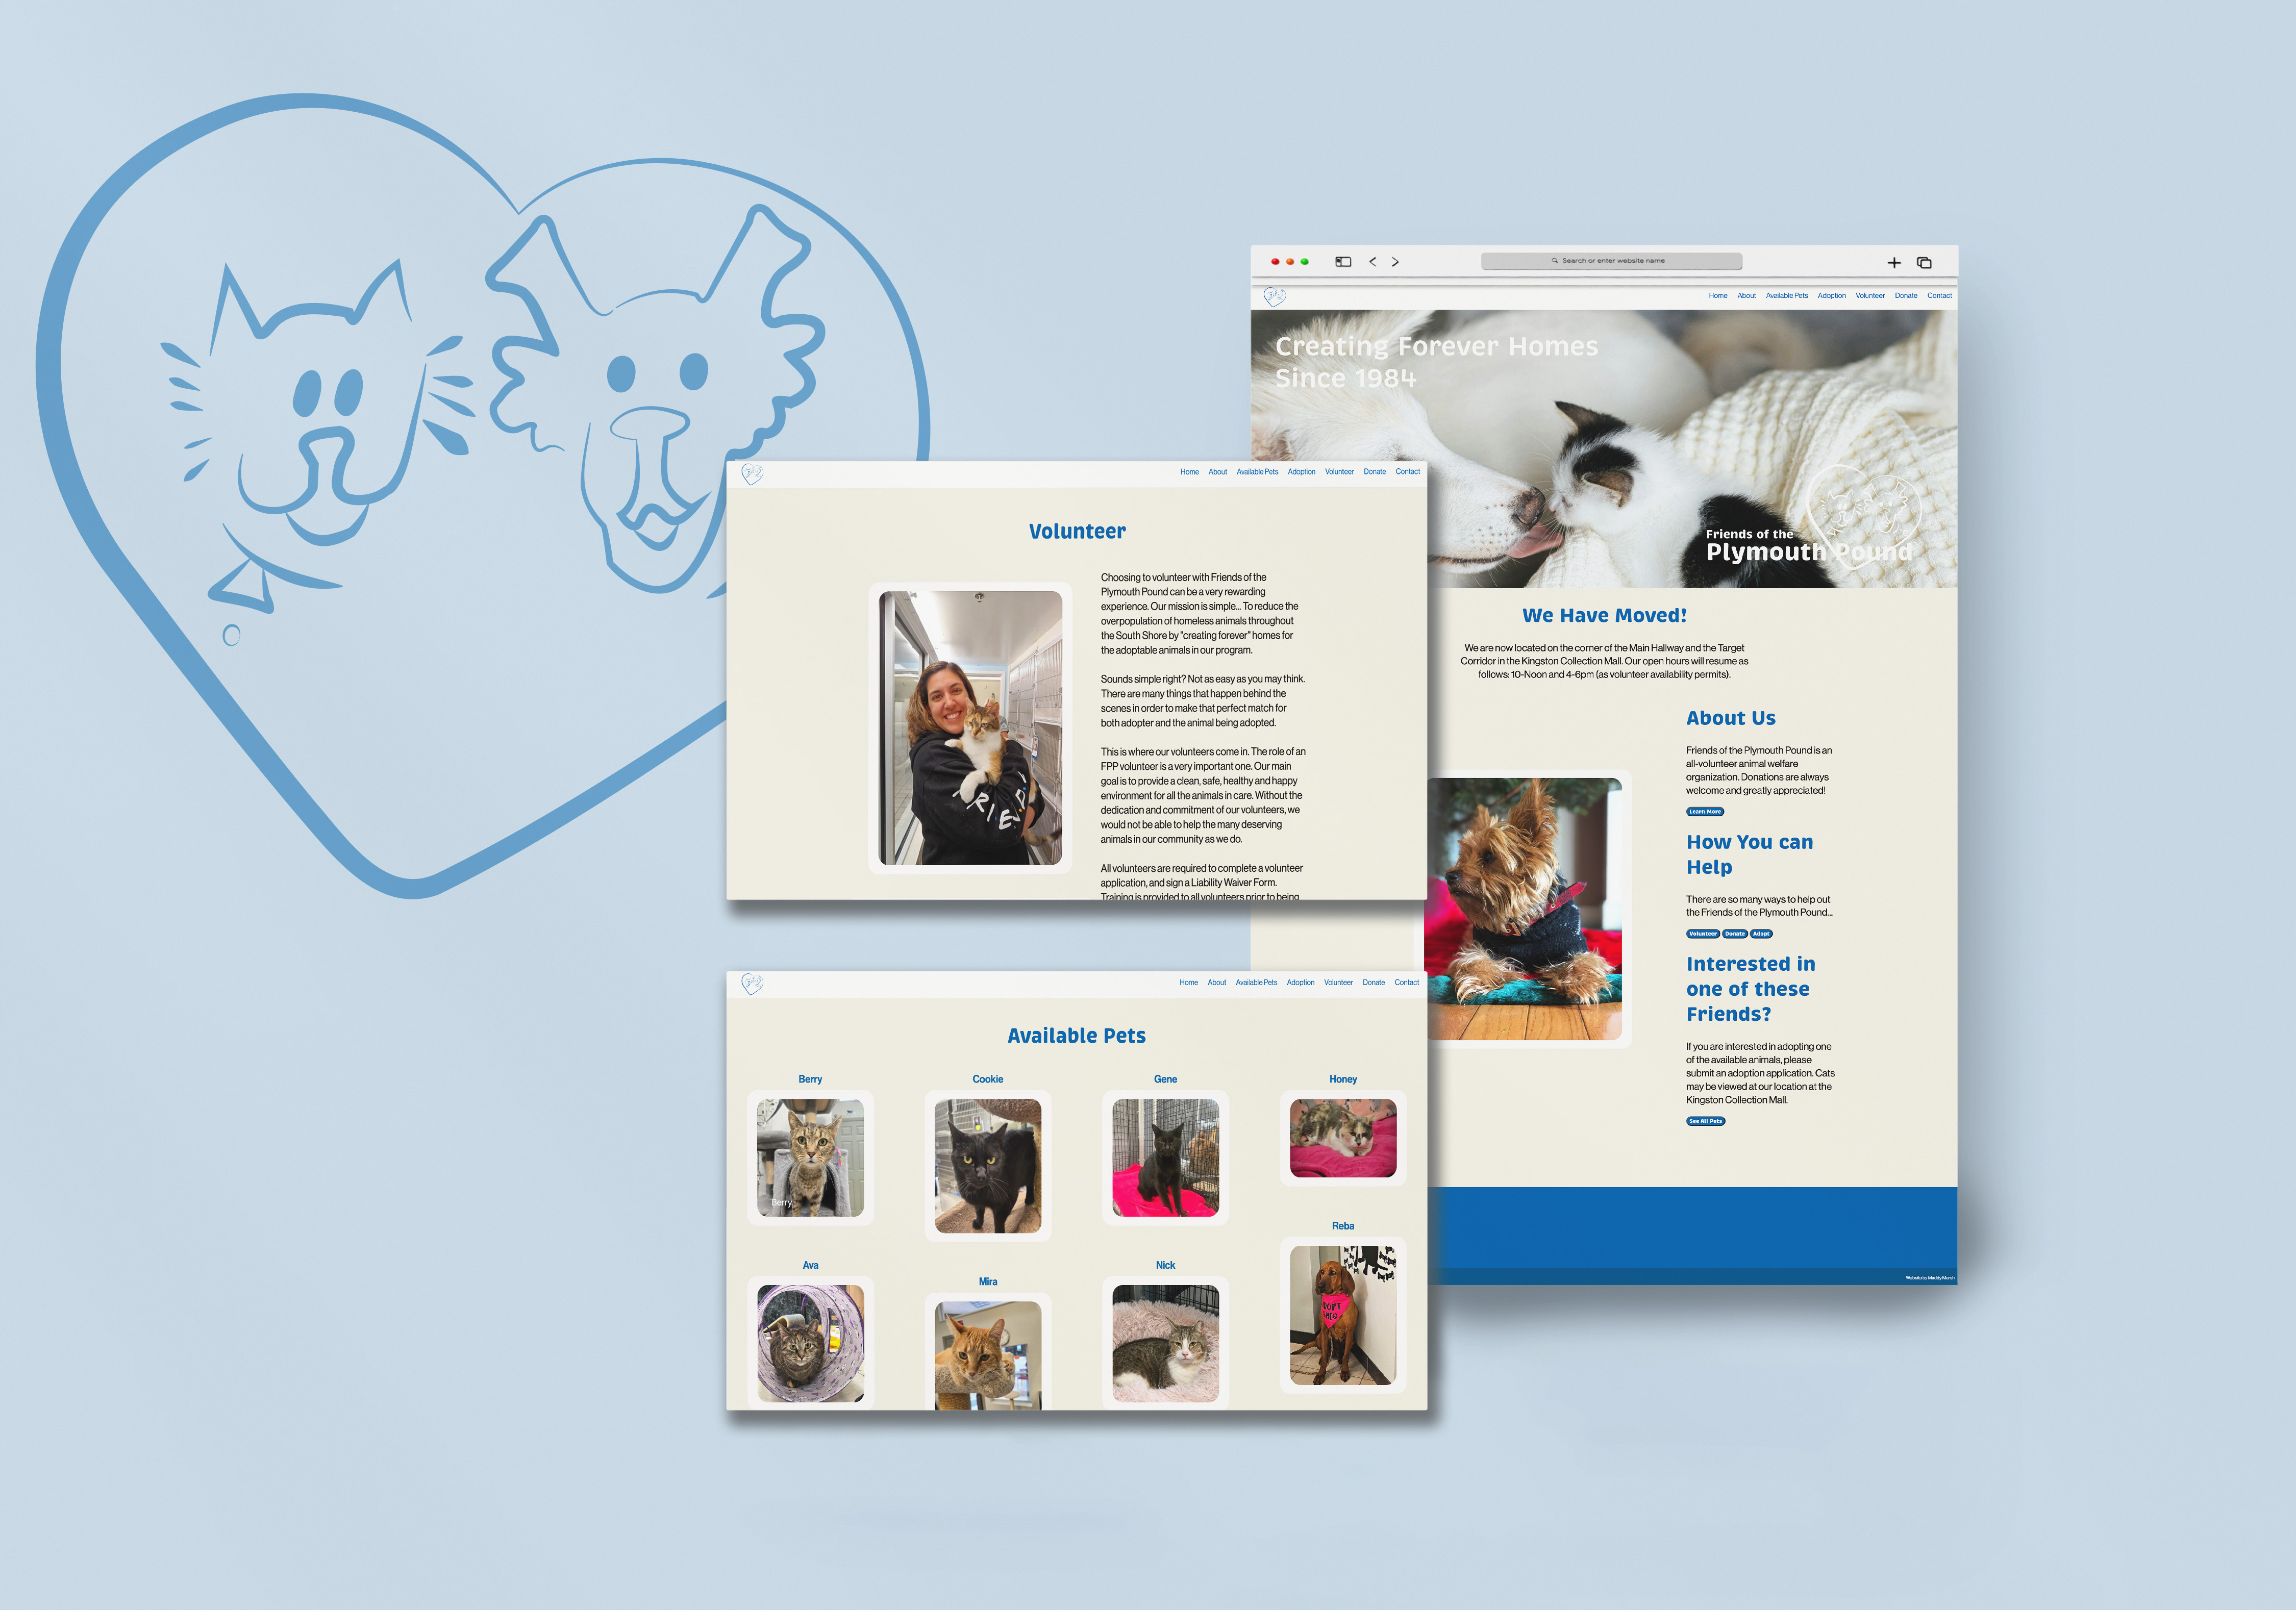 Search or enter website name
Home About Available Pets Adoption Volunteer Donate Contact
Creating Forever Homes
Since 1984
Friends of the
Plymouth Pound
We Have Moved!
We are now located on the corner of the Main Hallway and the Target
Corridor in the Kingston Collection Mall. Our open hours will resume as
follows: 10-Noon and 4-6pm (as volunteer availability permits).
About Us
Friends of the Plymouth Pound is an
all-volunteer animal welfare
organization. Donations are always
welcome and greatly appreciated!
Learn More
How You can
Help
There are so many ways to help out
the Friends of the Plymouth Pound...
Volunteer Donate Adopt
Interested in
one of these
Friends?
If you are interested in adopting one
of the available animals, please
submit an adoption application. Cats
may be viewed at our location at the
Kingston Collection Mall.
See All Pets
Website by Maddy Marsh
Home About Available Pets Adoption Volunteer Donate Contact
Volunteer
Choosing to volunteer with Friends of the
Plymouth Pound can be a very rewarding
experience. Our mission is simple... To reduce the
overpopulation of homeless animals throughout
the South Shore by "creating forever" homes for
the adoptable animals in our program.
Sounds simple right? Not as easy as you may think.
There are many things that happen behind the
scenes in order to make that perfect match for
both adopter and the animal being adopted.
This is where our volunteers come in. The role of an
FPP volunteer is a very important one. Our main
goal is to provide a clean, safe, healthy and happy
environment for all the animals in care. Without the
dedication and commitment of our volunteers, we
would not be able to help the many deserving
animals in our community as we do.
All volunteers are required to complete a volunteer
application, and sign a Liability Waiver Form.
Training is provided to all volunteers prior to being
Home About Available Pets Adoption Volunteer Donate Contact
Available Pets
Berry Cookie Gene Honey
Berry
Reba
Ava Mira Nick